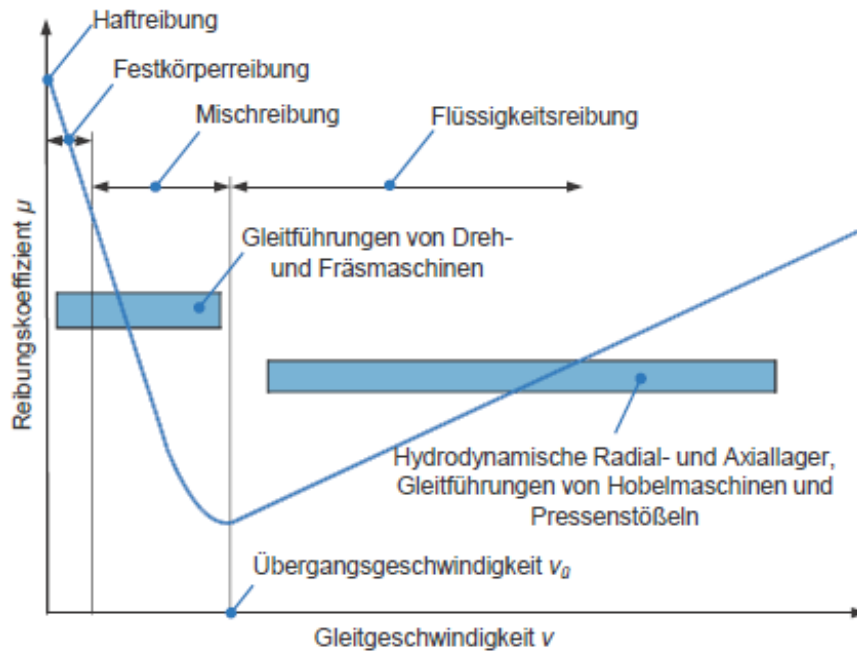 Haftreibung
Festkörperreibung
Mischreibung
Flüssigkeitsreibung
Reibungskoeffizient μ
Gleitführungen von Dreh-
und Fräsmaschinen
Hydrodynamische Radial- und Axiallager,
Gleitführungen von Hobelmaschinen und
Pressenstößeln
Übergangsgeschwindigkeit vü
Gleitgeschwindigkeit v